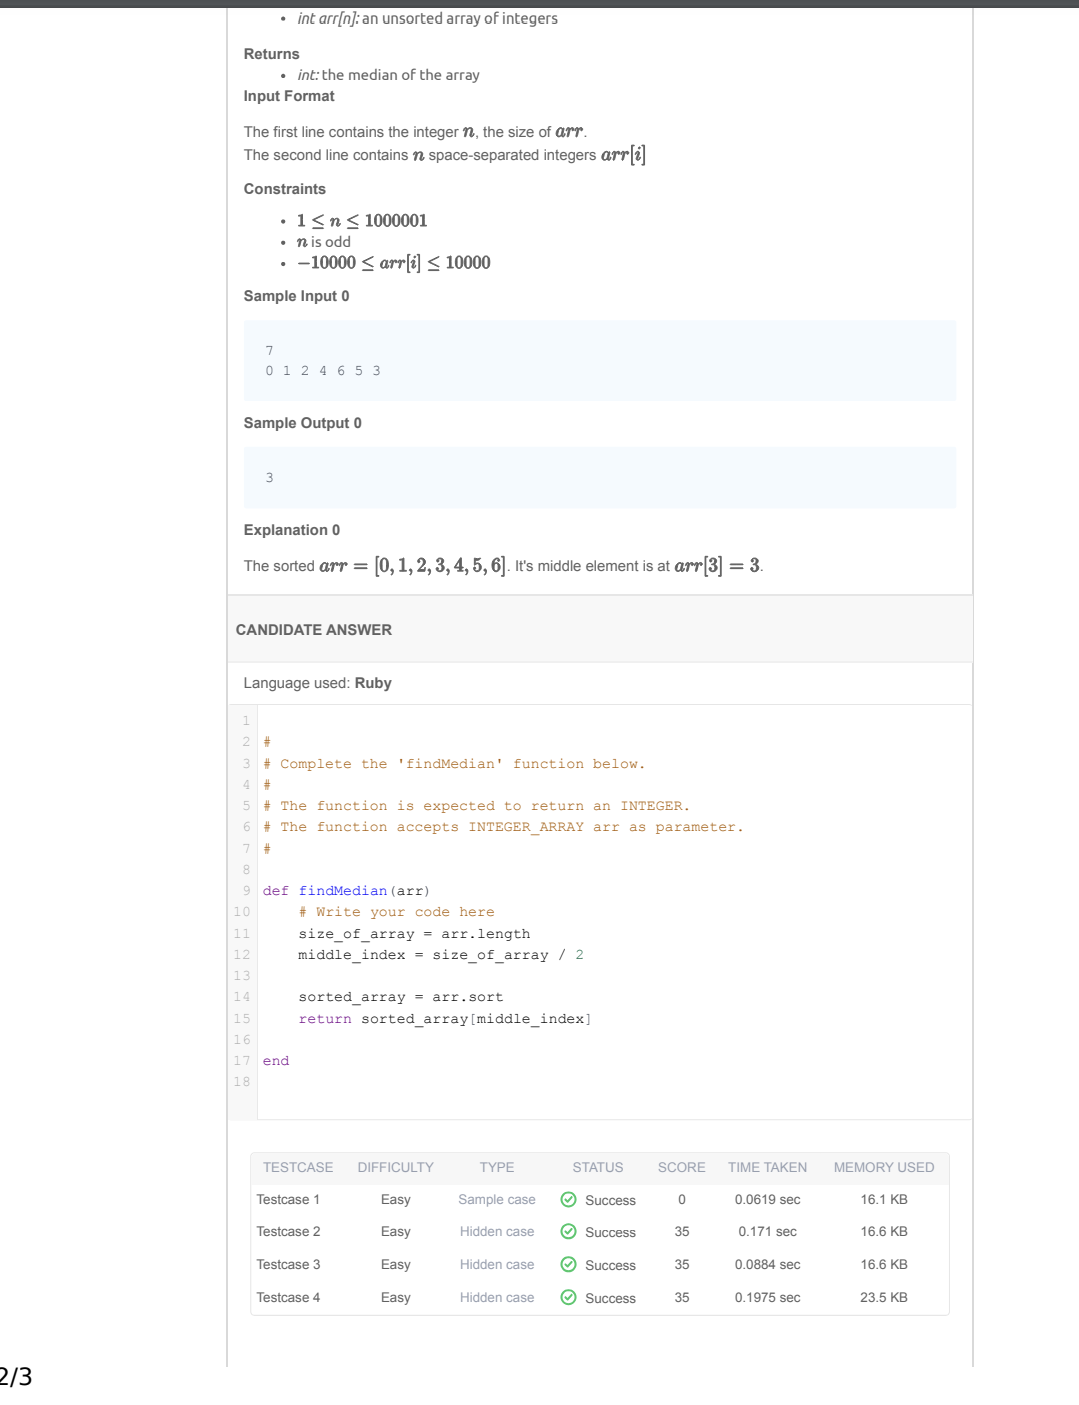 • int arr[n]: an unsorted array of integers
Returns
• int: the median of the array
Input Format
The first line contains the integer n, the size of arr.
The second line contains n space-separated integers arr[i]
Constraints
• 1 ≤ n ≤ 1000001
• n is odd
• −10000 ≤ arr[i] ≤ 10000
Sample Input 0
7
0 1 2 4 6 5 3
Sample Output 0
3
Explanation 0
The sorted arr = [0, 1, 2, 3, 4, 5, 6]. It's middle element is at arr[3] = 3.
CANDIDATE ANSWER
Language used: Ruby
1
2 #
3 # Complete the 'findMedian' function below.
4 #
5 # The function is expected to return an INTEGER.
6 # The function accepts INTEGER_ARRAY arr as parameter.
7 #
8
9 def findMedian(arr)
10     # Write your code here
11     size_of_array = arr.length
12     middle_index = size_of_array / 2
13
14     sorted_array = arr.sort
15     return sorted_array[middle_index]
16
17 end
18
TESTCASE DIFFICULTY TYPE STATUS SCORE TIME TAKEN MEMORY USED
Testcase 1 Easy Sample case Success 0 0.0619 sec 16.1 KB
Testcase 2 Easy Hidden case Success 35 0.171 sec 16.6 KB
Testcase 3 Easy Hidden case Success 35 0.0884 sec 16.6 KB
Testcase 4 Easy Hidden case Success 35 0.1975 sec 23.5 KB
2/3